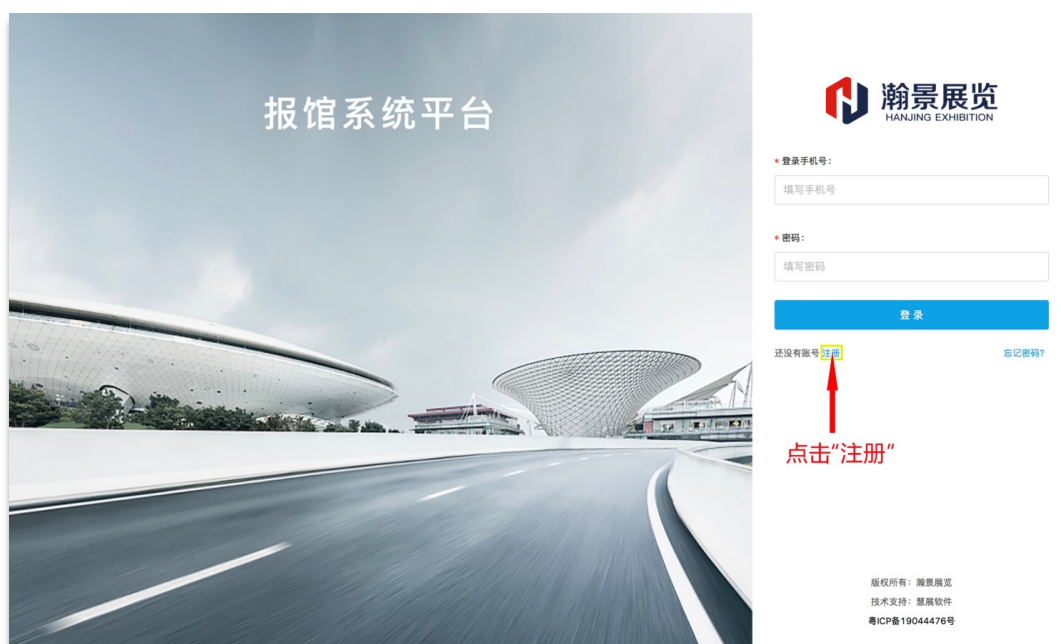 报馆系统平台
瀚景展览
HANJING EXHIBITION
* 登录手机号:
填写手机号
* 密码:
填写密码
登 录
还没有账号 注册 忘记密码?
点击“注册”
版权所有: 瀚景展览
技术支持: 慧展软件
粤ICP备19044476号